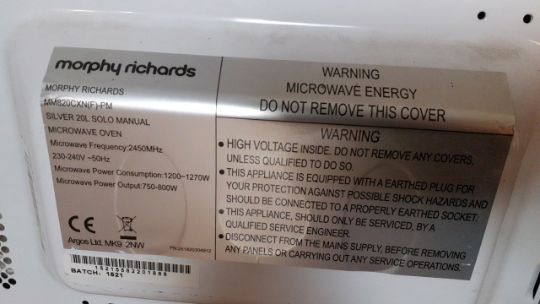 morphy richards
MORPHY RICHARDS
MM820CXN(F)-PM
SILVER 20L SOLO MANUAL
MICROWAVE OVEN
Microwave Frequency:2450MHz
230-240V ~50Hz
Microwave Power Consumption:1200~1270W
Microwave Power Output:750-800W
CE
Argos Ltd, MK9 2NW
BATCH: 1521
WARNING
MICROWAVE ENERGY
DO NOT REMOVE THIS COVER
WARNING
• HIGH VOLTAGE INSIDE. DO NOT REMOVE ANY COVERS,
UNLESS QUALIFIED TO DO SO.
• THIS APPLIANCE IS EQUIPPED WITH A EARTHED PLUG FOR
YOUR PROTECTION AGAINST POSSIBLE SHOCK HAZARDS AND
SHOULD BE CONNECTED TO A PROPERLY EARTHED SOCKET.
• THIS APPLIANCE, SHOULD ONLY BE SERVICED, BY A
QUALIFIED SERVICE ENGINEER.
• DISCONNECT FROM THE MAINS SUPPLY, BEFORE REMOVING
ANY PANELS OR CARRYING OUT ANY SERVICE OPERATIONS.